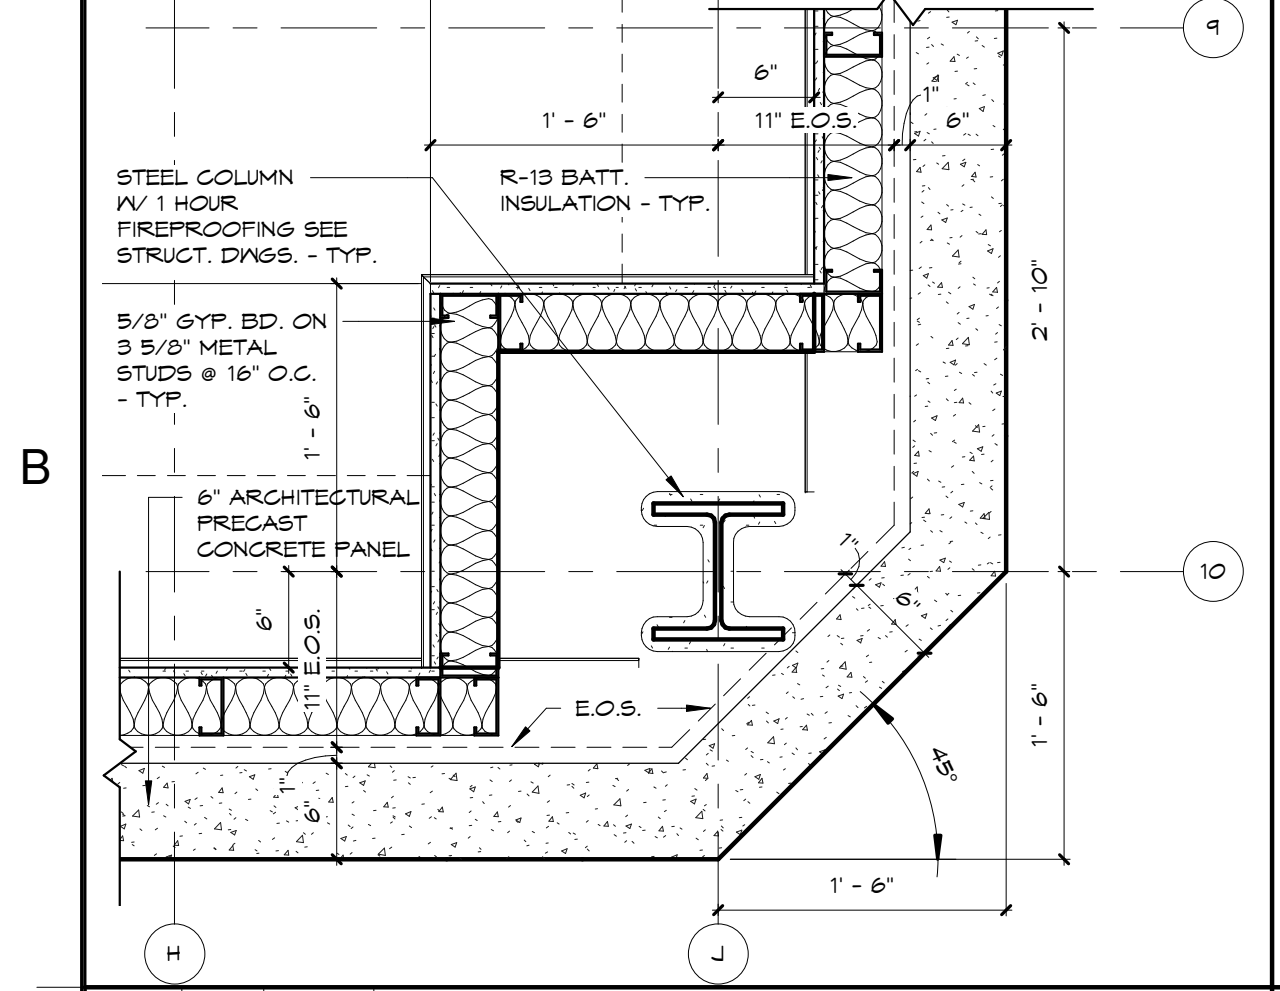 9
6"
1"
1' - 6"
11" E.O.S.
6"
STEEL COLUMN
W/ 1 HOUR
FIREPROOFING SEE
STRUCT. DWGS. - TYP.
R-13 BATT.
INSULATION - TYP.
2' - 10"
5/8" GYP. BD. ON
3 5/8" METAL
STUDS @ 16" O.C.
- TYP.
1' - 6"
B
6" ARCHITECTURAL
PRECAST
CONCRETE PANEL
1"
10
6"
6"
11" E.O.S.
E.O.S.
1' - 6"
45°
1"
6"
1' - 6"
H
L